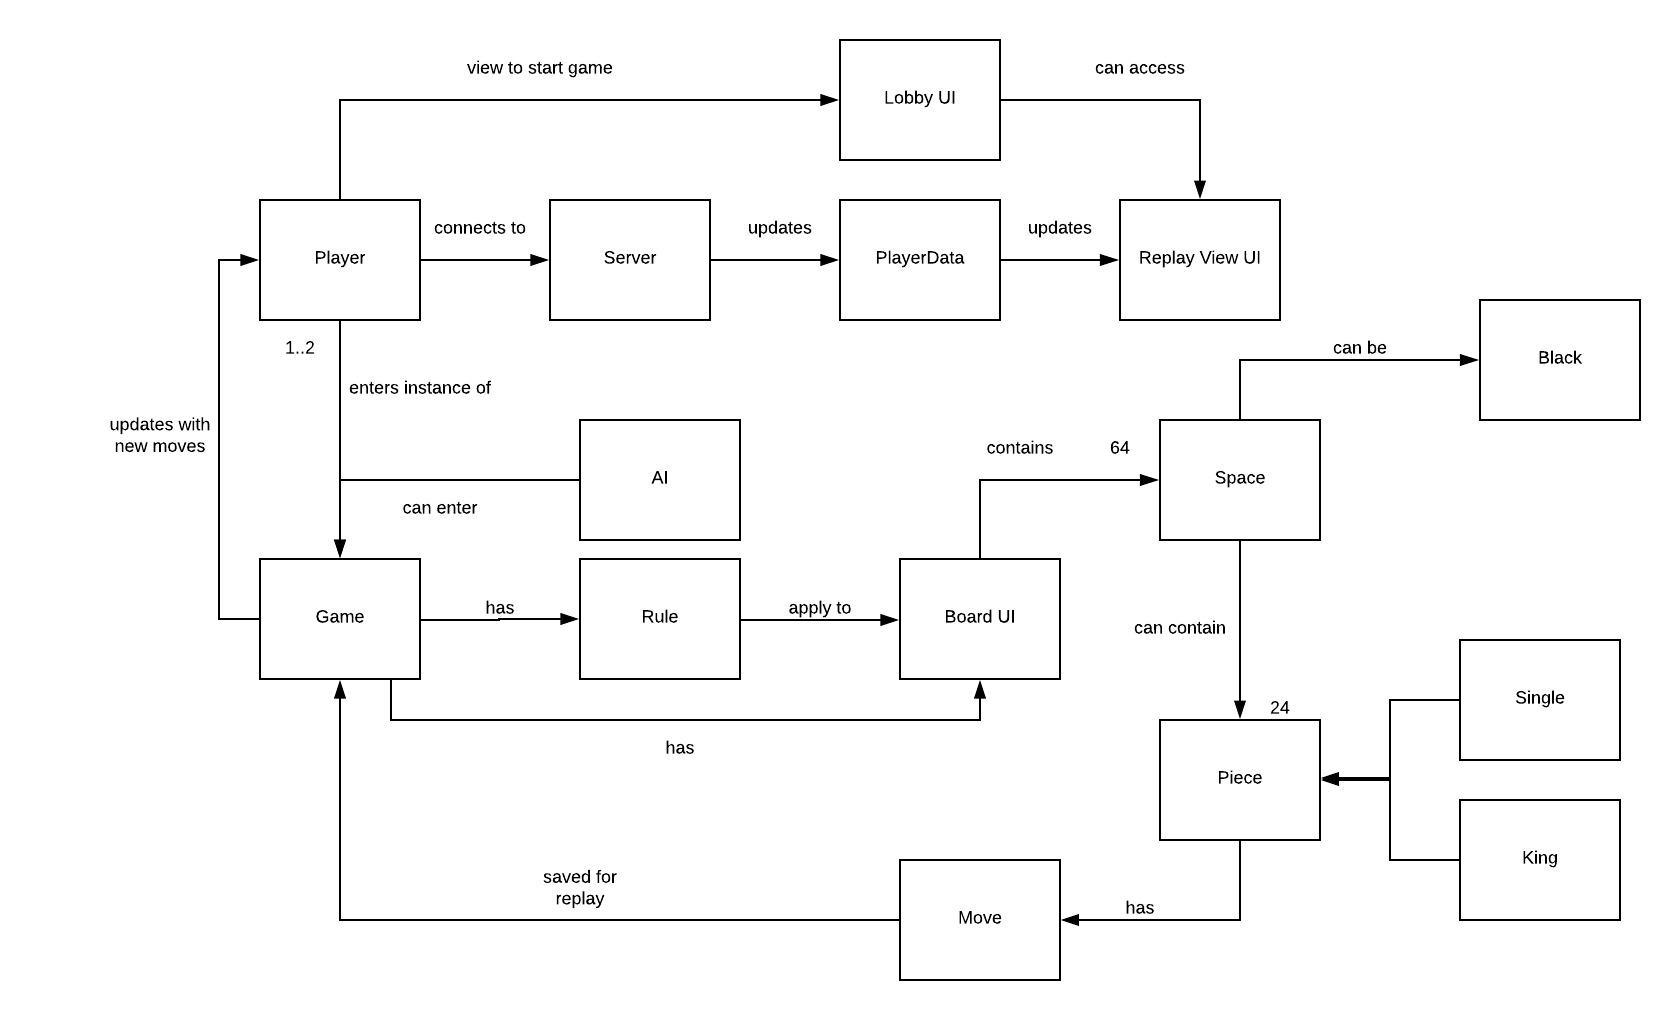 view to start game
Lobby UI
can access
Player
connects to
Server
updates
PlayerData
updates
Replay View UI
1..2
enters instance of
can be
Black
updates with
new moves
AI
can enter
contains
64
Space
Game
has
Rule
apply to
Board UI
can contain
has
24
Single
Piece
King
saved for
replay
Move
has